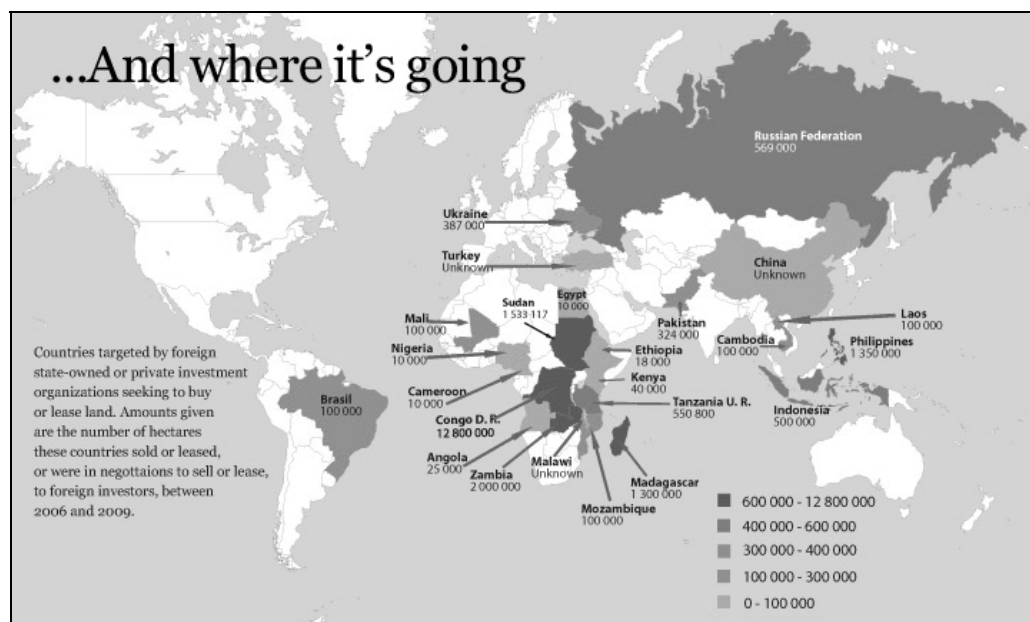 ...And where it's going
Russian Federation
569 000
Ukraine
387 000
Turkey
Unknown
China
Unknown
Egypt
10 000
Sudan
1 533 117
Mali
100 000
Pakistan
324 000
Laos
100 000
Cambodia
100 000
Philippines
1 350 000
Nigeria
10 000
Ethiopia
18 000
Kenya
40 000
Cameroon
10 000
Tanzania U. R.
550 800
Indonesia
500 000
Brasil
100 000
Congo D. R.
12 800 000
Angola
25 000
Zambia
2 000 000
Malawi
Unknown
Madagascar
1 300 000
Mozambique
100 000
Countries targeted by foreign
state-owned or private investment
organizations seeking to buy
or lease land. Amounts given
are the number of hectares
these countries sold or leased,
or were in negottaions to sell or lease,
to foreign investors, between
2006 and 2009.
600 000 - 12 800 000
400 000 - 600 000
300 000 - 400 000
100 000 - 300 000
0 - 100 000